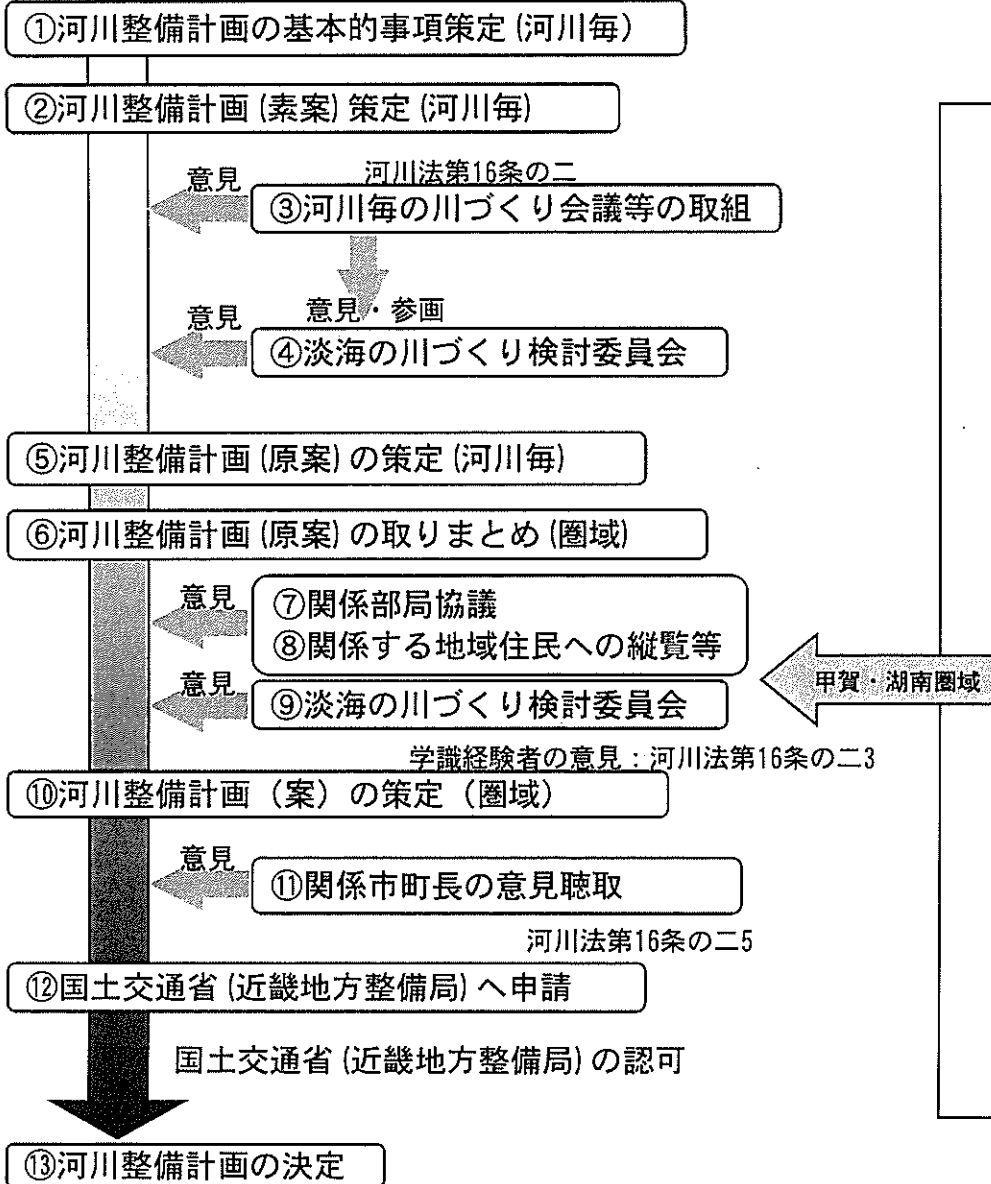 ①河川整備計画の基本的事項策定(河川毎)
②河川整備計画(素案)策定(河川毎)
河川法第16条の二
意見
③河川毎の川づくり会議等の取組
意見・参画
意見
④淡海の川づくり検討委員会
⑤河川整備計画(原案)の策定(河川毎)
⑥河川整備計画(原案)の取りまとめ(圏域)
意見
⑦関係部局協議
⑧関係する地域住民への縦覧等
甲賀・湖南圏域
意見
⑨淡海の川づくり検討委員会
学識経験者の意見:河川法第16条の二3
⑩河川整備計画(案)の策定(圏域)
意見
⑪関係市町長の意見聴取
河川法第16条の二5
⑫国土交通省(近畿地方整備局)へ申請
国土交通省(近畿地方整備局)の認可
⑬河川整備計画の決定